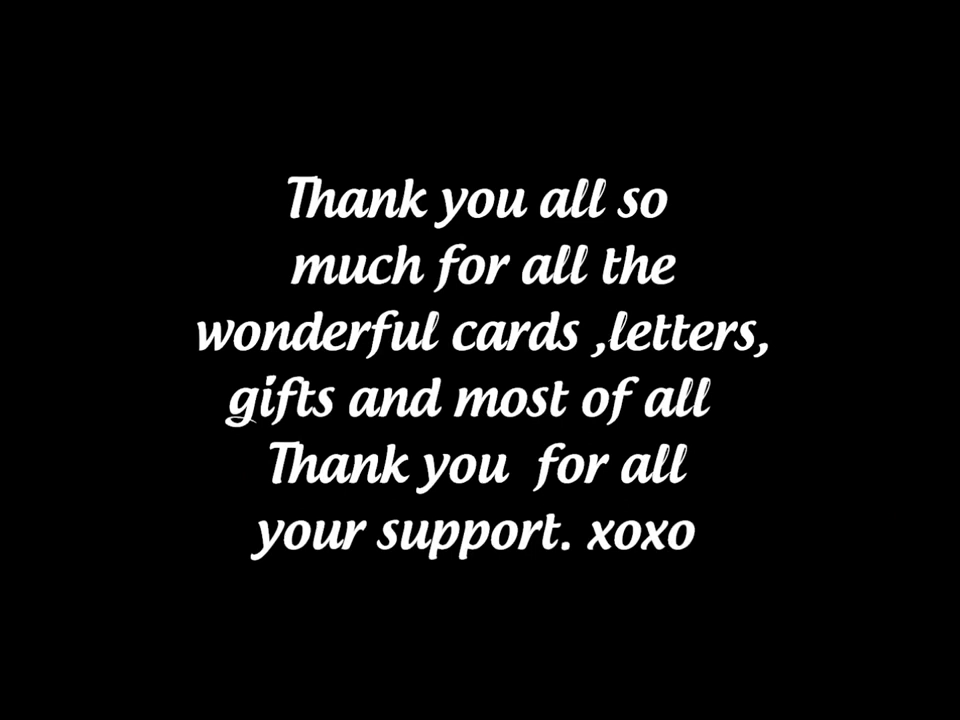 Thank you all so
much for all the
wonderful cards ,letters,
gifts and most of all
Thank you  for all
your support. xoxo